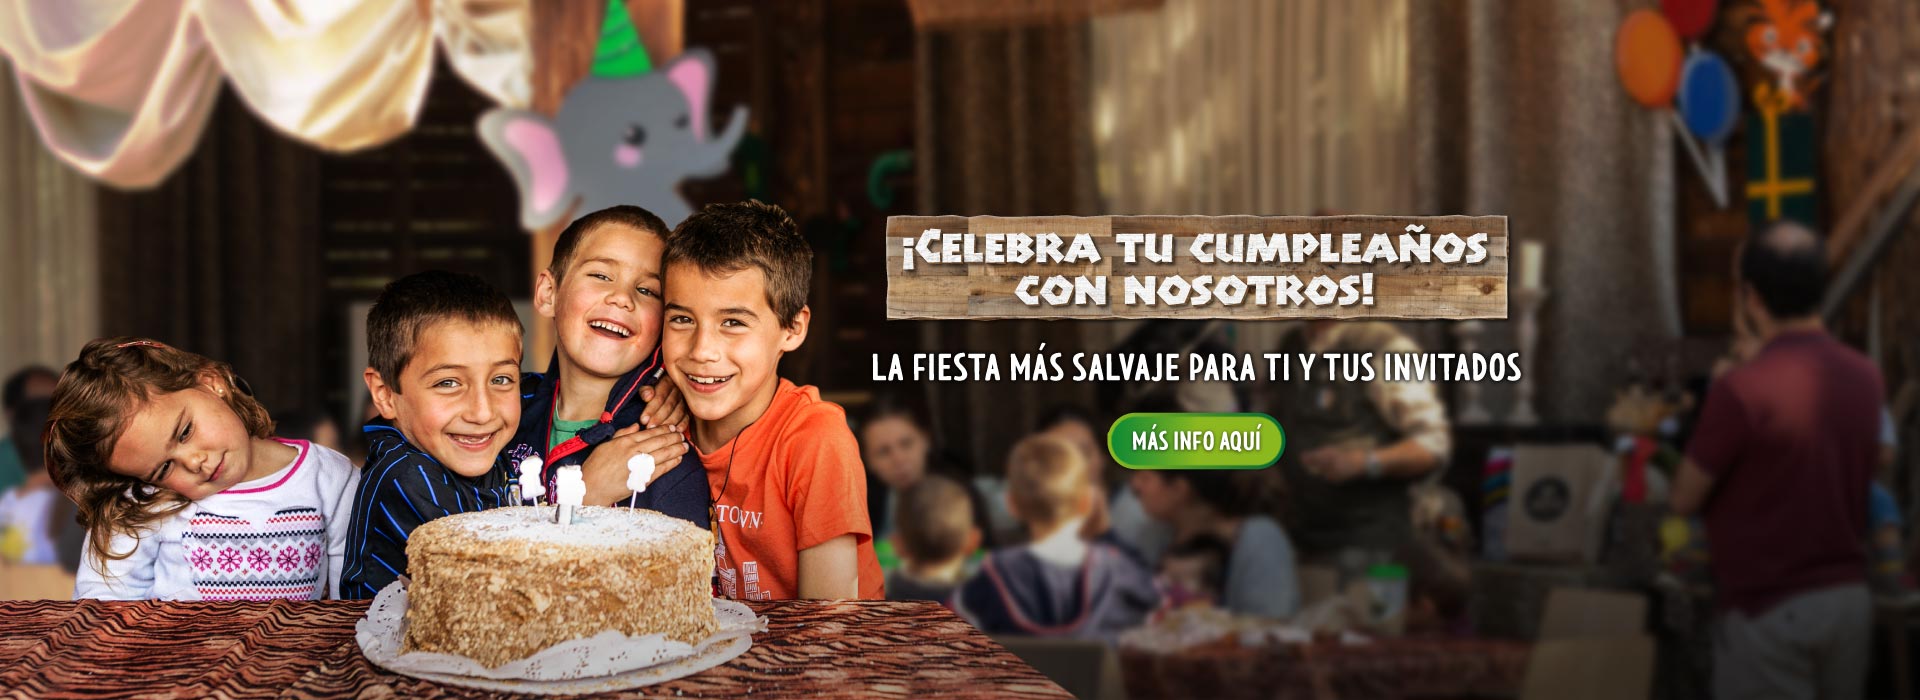 ¡CELEBRA TU CUMPLEAÑOS
CON NOSOTROS!
LA FIESTA MÁS SALVAJE PARA TI Y TUS INVITADOS
MÁS INFO AQUÍ